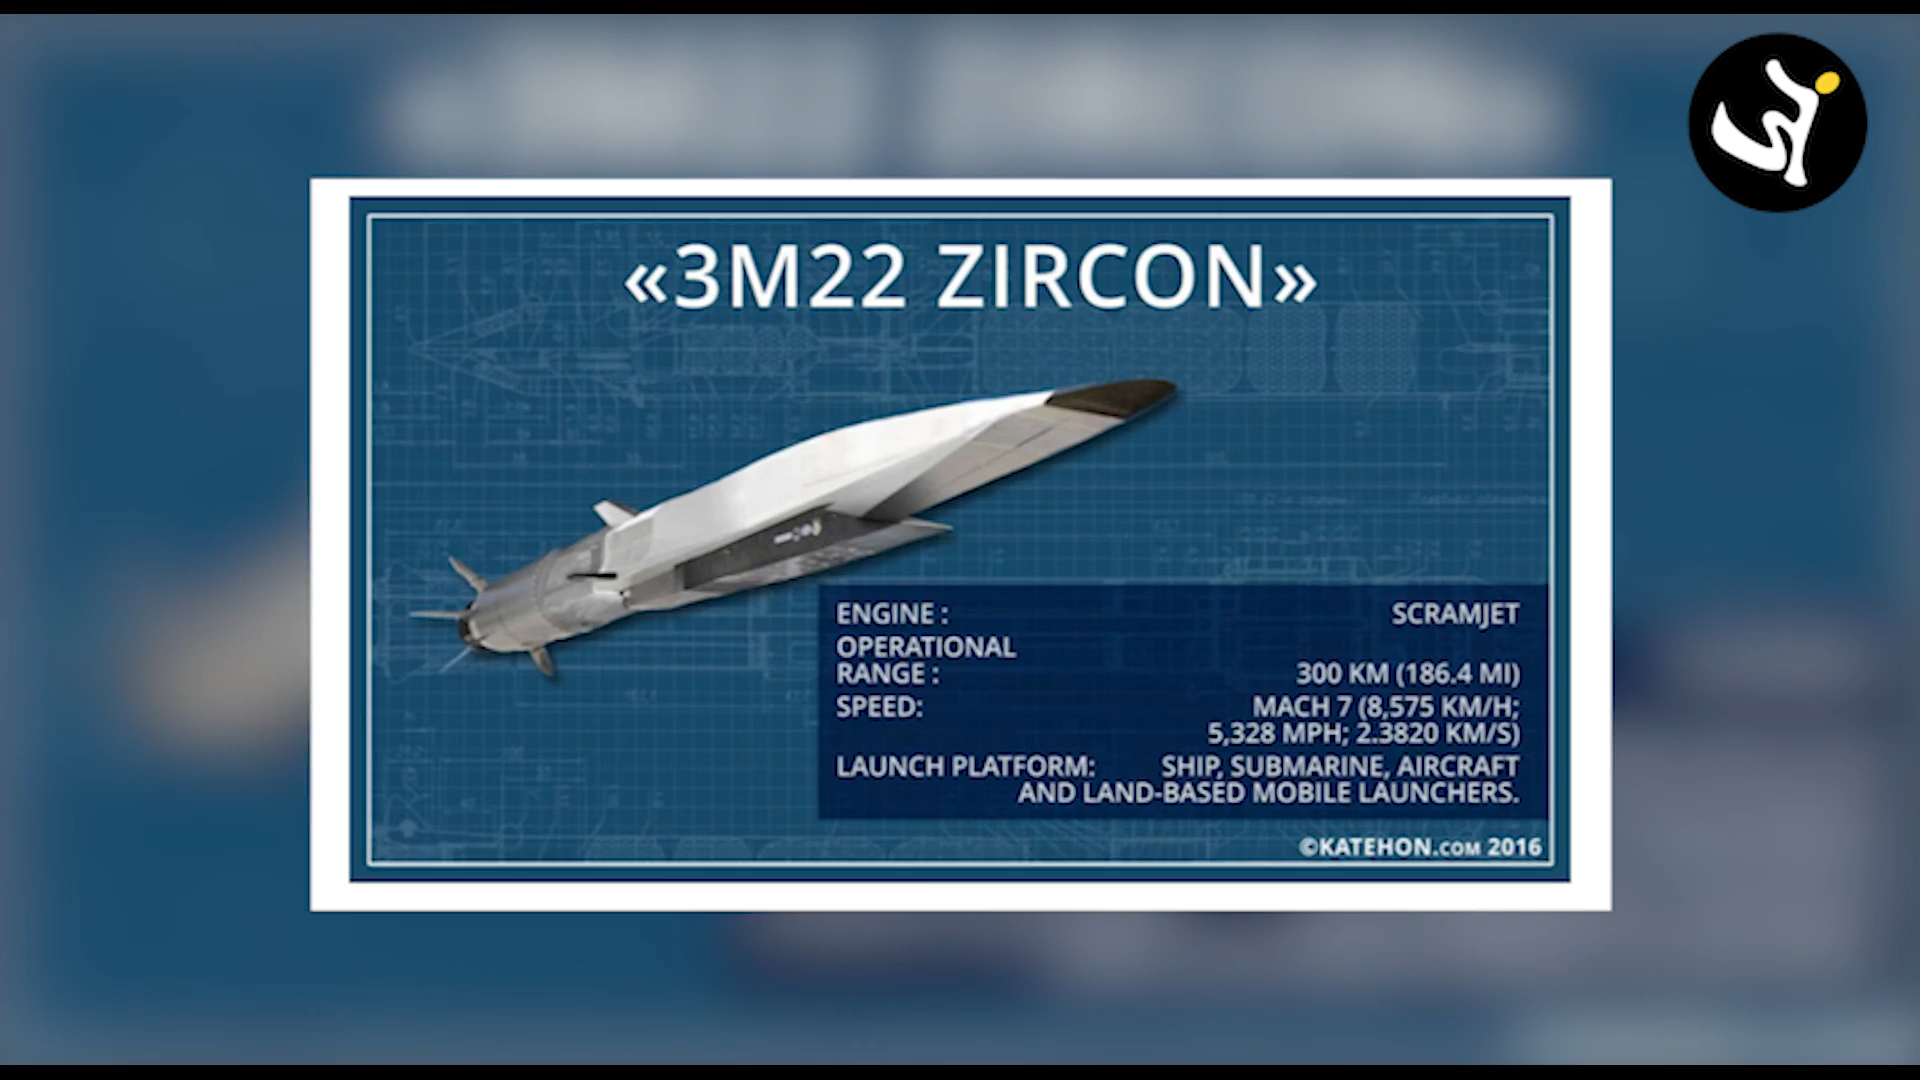 «3M22 ZIRCON»
ENGINE : SCRAMJET
OPERATIONAL
RANGE : 300 KM (186.4 MI)
SPEED: MACH 7 (8,575 KM/H;
5,328 MPH; 2.3820 KM/S)
LAUNCH PLATFORM: SHIP, SUBMARINE, AIRCRAFT
AND LAND-BASED MOBILE LAUNCHERS.
©KATEHON.COM 2016